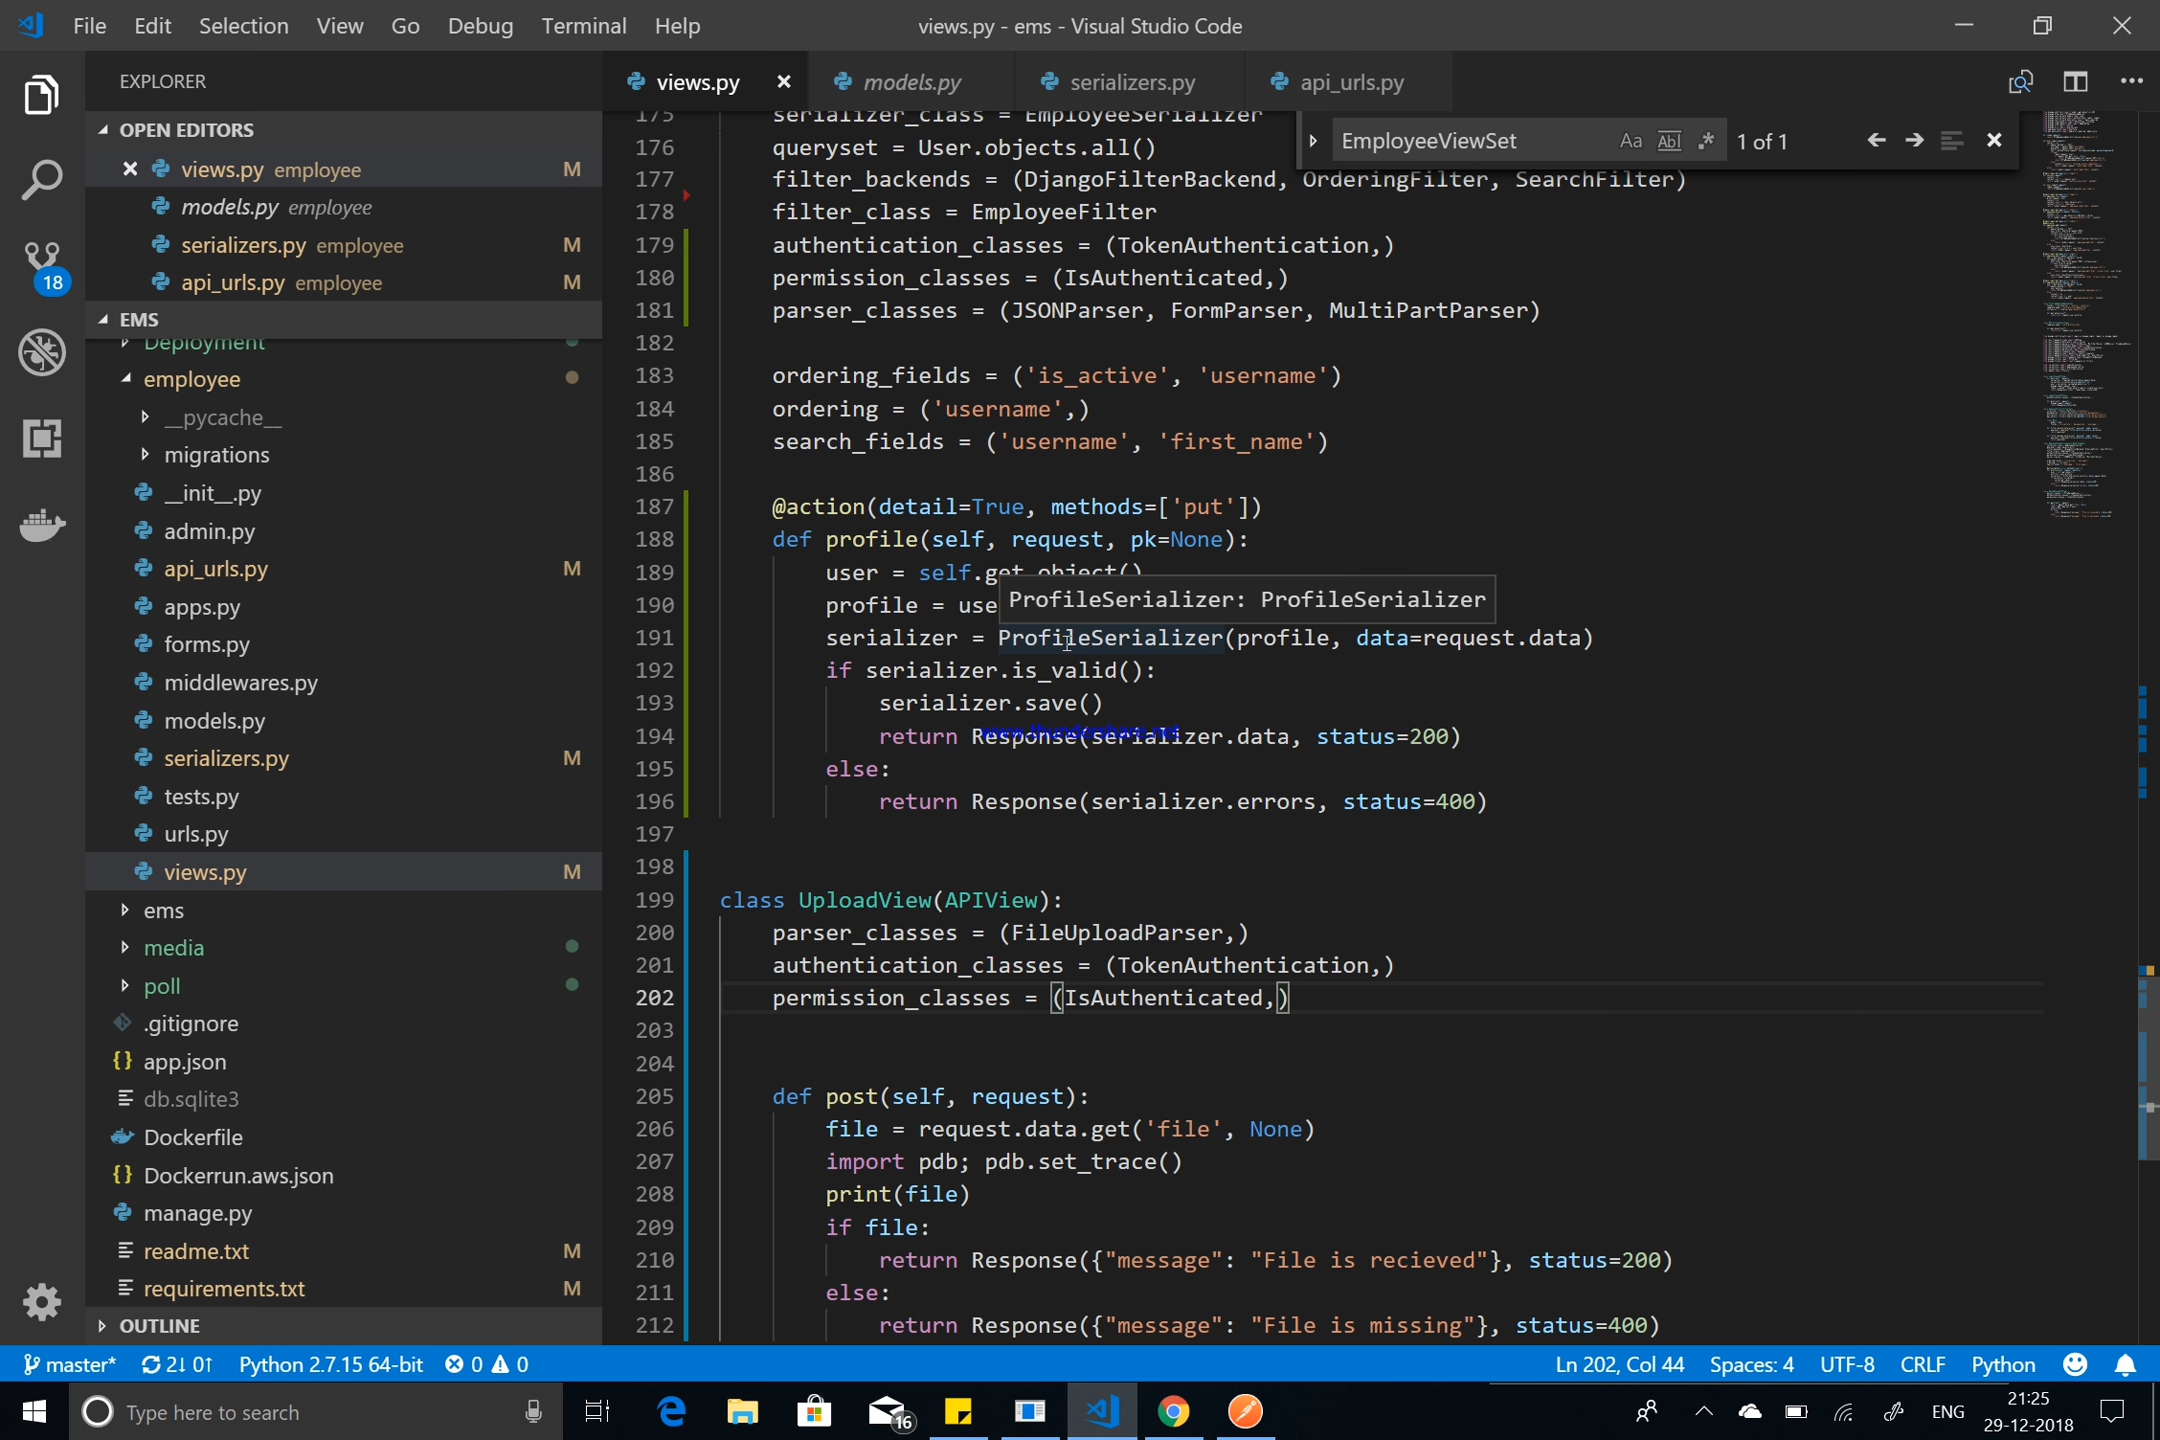 File Edit Selection View Go Debug Terminal Help
views.py - ems - Visual Studio Code
EXPLORER
OPEN EDITORS
views.py employee M
models.py employee
serializers.py employee M
api_urls.py employee M
18
EMS
Deployment
employee
__pycache__
migrations
__init__.py
admin.py
api_urls.py M
apps.py
forms.py
middlewares.py
models.py
serializers.py M
tests.py
urls.py
views.py M
ems
media
poll
.gitignore
app.json
db.sqlite3
Dockerfile
Dockerrun.aws.json
manage.py
readme.txt M
requirements.txt M
OUTLINE
views.py models.py serializers.py api_urls.py
EmployeeViewSet Aa Abl .* 1 of 1
175 serializer_class = EmployeeSerializer
176 queryset = User.objects.all()
177 filter_backends = (DjangoFilterBackend, OrderingFilter, SearchFilter)
178 filter_class = EmployeeFilter
179 authentication_classes = (TokenAuthentication,)
180 permission_classes = (IsAuthenticated,)
181 parser_classes = (JSONParser, FormParser, MultiPartParser)
182
183 ordering_fields = ('is_active', 'username')
184 ordering = ('username',)
185 search_fields = ('username', 'first_name')
186
187 @action(detail=True, methods=['put'])
188 def profile(self, request, pk=None):
189 user = self.get_object()
ProfileSerializer: ProfileSerializer
190 profile = use
191 serializer = ProfileSerializer(profile, data=request.data)
192 if serializer.is_valid():
193 serializer.save()
www.thundershare.net
194 return Response(serializer.data, status=200)
195 else:
196 return Response(serializer.errors, status=400)
197
198
199 class UploadView(APIView):
200 parser_classes = (FileUploadParser,)
201 authentication_classes = (TokenAuthentication,)
202 permission_classes = (IsAuthenticated,)
203
204
205 def post(self, request):
206 file = request.data.get('file', None)
207 import pdb; pdb.set_trace()
208 print(file)
209 if file:
210 return Response({"message": "File is recieved"}, status=200)
211 else:
212 return Response({"message": "File is missing"}, status=400)
master* 2↓ 0↑ Python 2.7.15 64-bit 0 0
Ln 202, Col 44 Spaces: 4 UTF-8 CRLF Python
Type here to search
16
ENG
21:25
29-12-2018